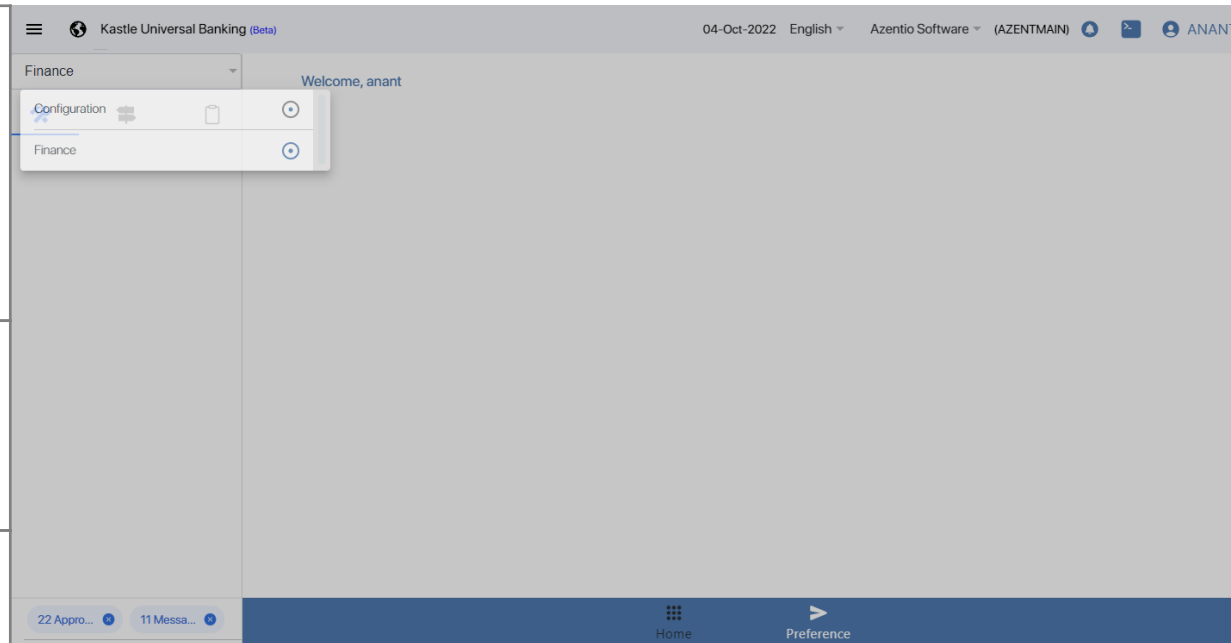 Kastle Universal Banking (Beta) 04-Oct-2022 English Azentio Software (AZENTMAIN) ANANT
Finance
Welcome, anant
Configuration
Finance
22 Appro... 11 Messa...
Home Preference